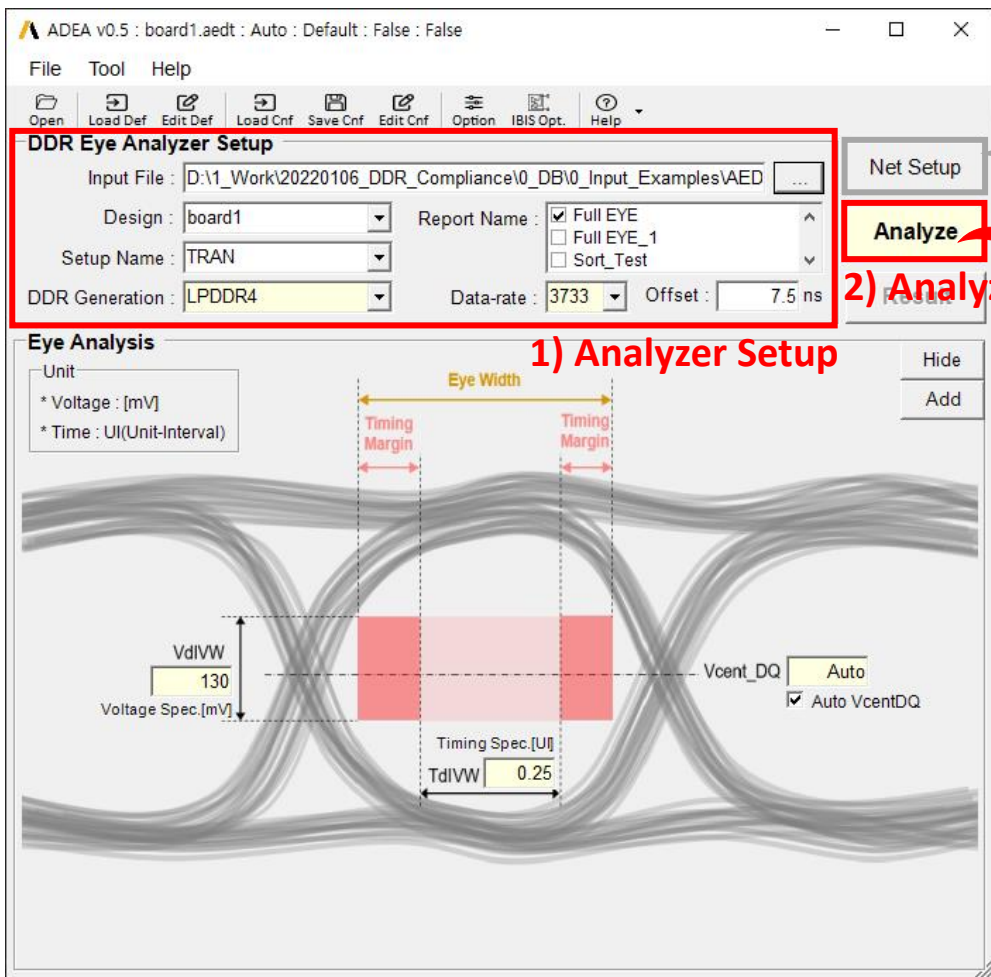 ADEA v0.5 : board1.aedt : Auto : Default : False : False
File Tool Help
Open Load Def Edit Def Load Cnf Save Cnf Edit Cnf Option IBIS Opt. Help
DDR Eye Analyzer Setup
Input File : D:\1_Work\20220106_DDR_Compliance\0_DB\0_Input_Examples\AED ...
Net Setup
Design : board1
Report Name : Full EYE
Full EYE_1
Sort_Test
Analyze
Setup Name : TRAN
DDR Generation : LPDDR4
Data-rate : 3733
Offset : 7.5 ns
2) Analyz
Result
1) Analyzer Setup
Eye Analysis
Hide
Add
Unit
* Voltage : [mV]
* Time : UI(Unit-Interval)
Eye Width
Timing
Margin
Timing
Margin
VdIVW
130
Voltage Spec.[mV]
Vcent_DQ Auto
Auto VcentDQ
Timing Spec.[UI]
TdIVW 0.25